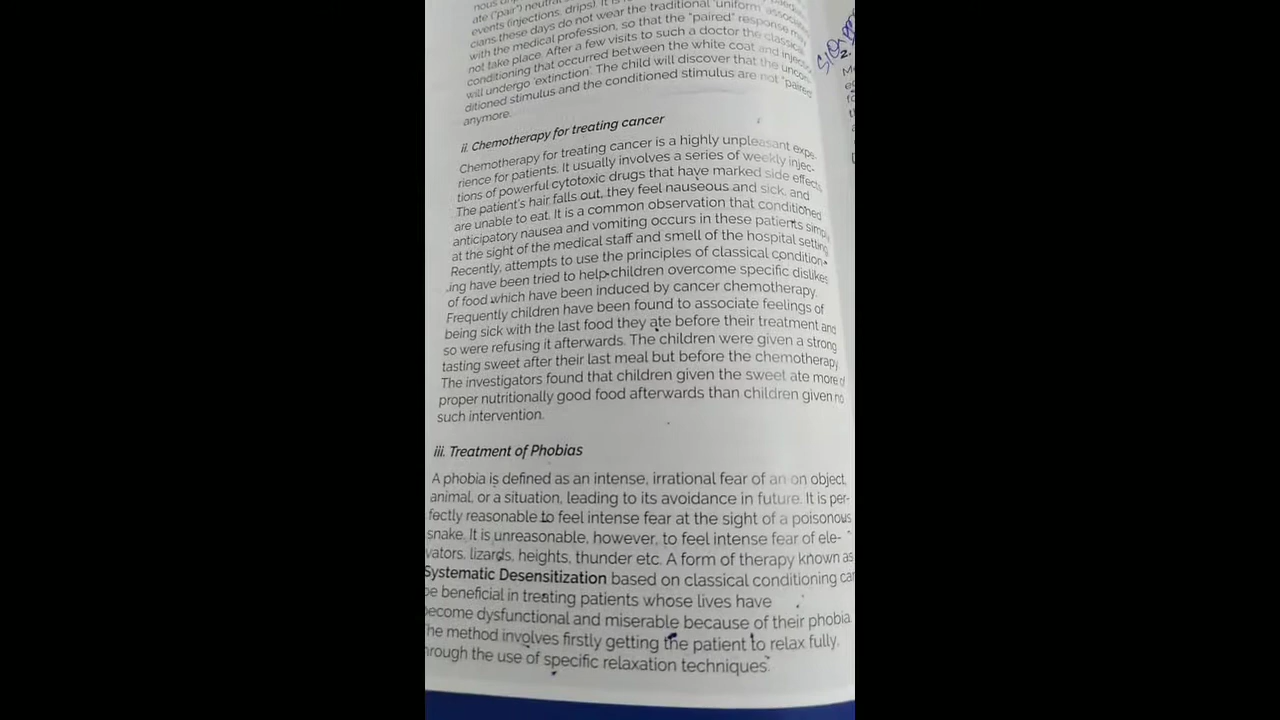 ate ("pair") neutral
events (injections, drips). It is
cians these days do not wear the traditional "uniform" associated
with the medical profession, so that the "paired" response may
not take place. After a few visits to such a doctor the classical
conditioning that occurred between the white coat and injec-
will undergo 'extinction'. The child will discover that the uncon-
ditioned stimulus and the conditioned stimulus are not "paired"
anymore.
ii. Chemotherapy for treating cancer
Chemotherapy for treating cancer is a highly unpleasant expe-
rience for patients. It usually involves a series of weekly injec-
tions of powerful cytotoxic drugs that have marked side effects.
The patient's hair falls out, they feel nauseous and sick, and
are unable to eat. It is a common observation that conditioned
anticipatory nausea and vomiting occurs in these patients simply
at the sight of the medical staff and smell of the hospital setting.
Recently, attempts to use the principles of classical condition-
ing have been tried to help children overcome specific dislikes
of food which have been induced by cancer chemotherapy.
Frequently children have been found to associate feelings of
being sick with the last food they ate before their treatment and
so were refusing it afterwards. The children were given a strong
tasting sweet after their last meal but before the chemotherapy.
The investigators found that children given the sweet ate more of
proper nutritionally good food afterwards than children given no
such intervention.
iii. Treatment of Phobias
A phobia is defined as an intense, irrational fear of an on object,
animal, or a situation, leading to its avoidance in future. It is per-
fectly reasonable to feel intense fear at the sight of a poisonous
snake. It is unreasonable, however, to feel intense fear of ele-
vators, lizards, heights, thunder etc. A form of therapy known as
Systematic Desensitization based on classical conditioning can
be beneficial in treating patients whose lives have
become dysfunctional and miserable because of their phobia.
The method involves firstly getting the patient to relax fully,
through the use of specific relaxation techniques.
2.